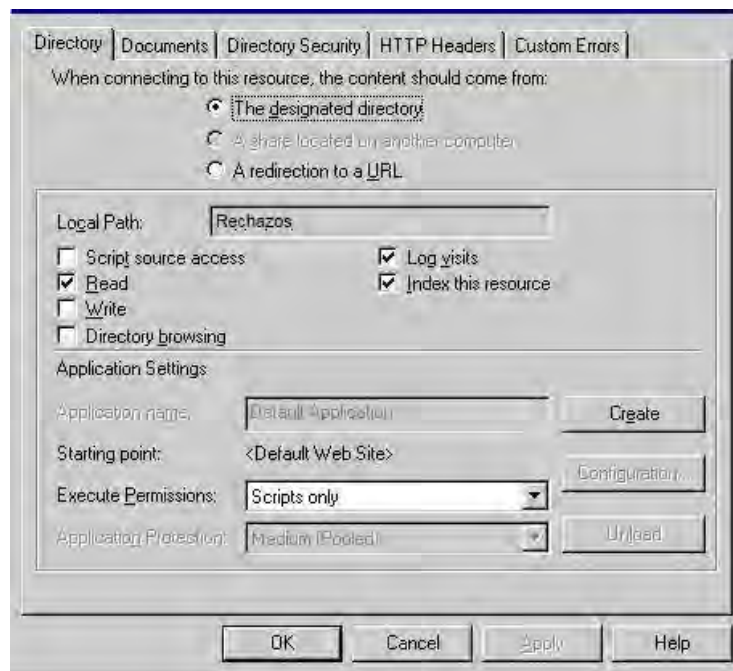 Directory Documents Directory Security HTTP Headers Custom Errors
When connecting to this resource, the content should come from:
The designated directory
A share located on another computer
A redirection to a URL
Local Path: Rechazos
Script source access Log visits
Read Index this resource
Write
Directory browsing
Application Settings
Application name: Default Application Create
Starting point: <Default Web Site>
Configuration...
Execute Permissions: Scripts only
Application Protection: Medium (Pooled) Unload
OK Cancel Apply Help